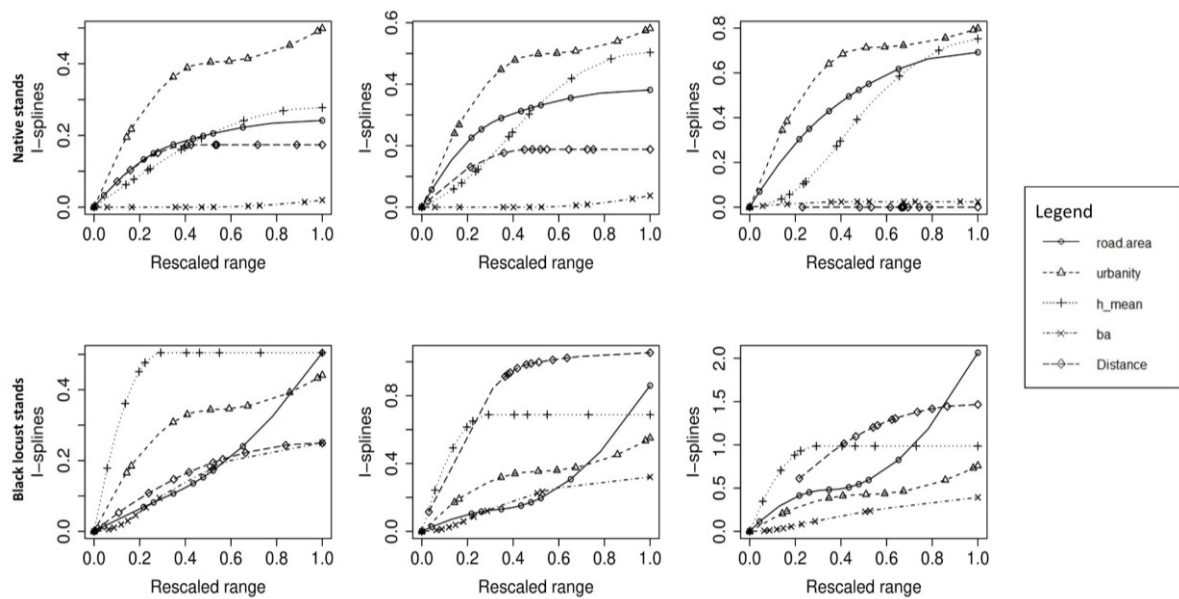 Native stands
I-splines
0.0 0.2 0.4
0.0 0.2 0.4 0.6 0.8 1.0
Rescaled range
I-splines
0.0 0.2 0.4 0.6
0.0 0.2 0.4 0.6 0.8 1.0
Rescaled range
I-splines
0.0 0.2 0.4 0.6 0.8
0.0 0.2 0.4 0.6 0.8 1.0
Rescaled range
Legend
road.area
urbanity
h_mean
ba
Distance
Black locust stands
I-splines
0.0 0.2 0.4
0.0 0.2 0.4 0.6 0.8 1.0
Rescaled range
I-splines
0.0 0.4 0.8
0.0 0.2 0.4 0.6 0.8 1.0
Rescaled range
I-splines
0.0 0.5 1.0 1.5 2.0
0.0 0.2 0.4 0.6 0.8 1.0
Rescaled range